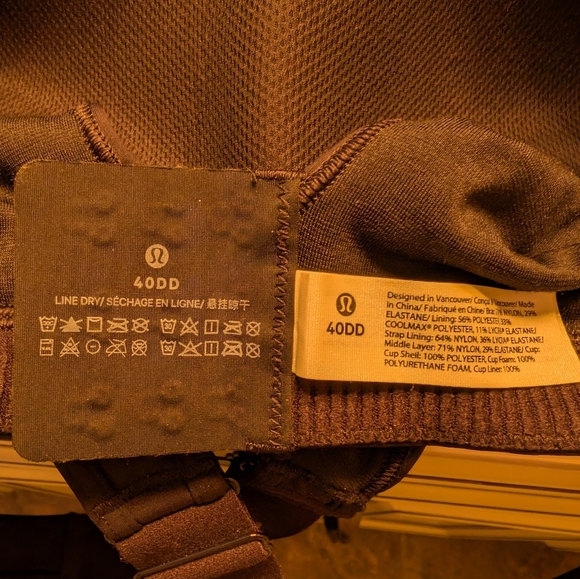 40DD
LINE DRY/ SÉCHAGE EN LIGNE/ 悬挂晾干
40DD
Designed in Vancouver/ Conçu Vancouver/ Made
in China/ Fabriqué en Chine/ NYLON, 29%
ELASTANE/ Lining: 56% POLYESTER, 33%
COOLMAX® POLYESTER, 11% LYCRA® ELASTANE/
Strap Lining: 64% NYLON, 36% LYCRA® ELASTANE/
Middle Layer: 71% NYLON, 29% ELASTANE/ Cup:
Cup Shell: 100% POLYESTER, Cup Foam: 100%
POLYURETHANE FOAM, Cup Liner: 100%